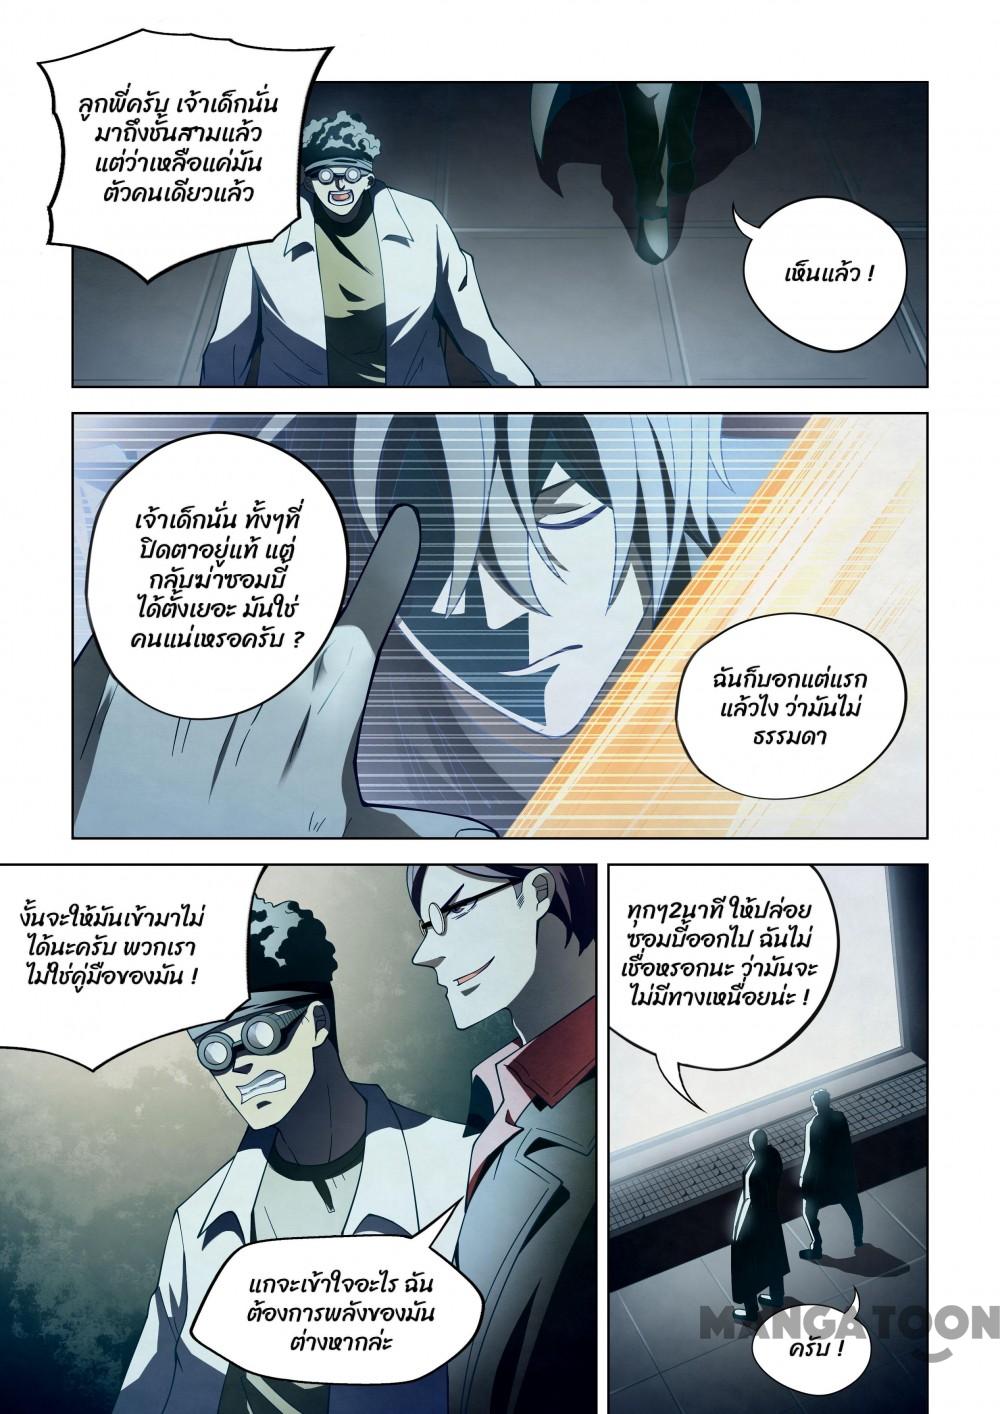 ลูกพี่ครับ เจ้าเด็กนั่น
มาถึงชั้นสามแล้ว
แต่ว่าเหลือแค่มัน
ตัวคนเดียวแล้ว
เห็นแล้ว !
เจ้าเด็กนั่น ทั้งๆที่
ปิดตาอยู่แท้ แต่
กลับฆ่าซอมบี้
ได้ตั้งเยอะ มันใช่
คนแน่เหรอครับ ?
ฉันก็บอกแต่แรก
แล้วไง ว่ามันไม่
ธรรมดา
งั้นจะให้มันเข้ามาไม่
ได้นะครับ พวกเรา
ไม่ใช่คู่มือของมัน !
แกจะเข้าใจอะไร ฉัน
ต้องการพลังของมัน
ต่างหากล่ะ
ทุกๆ2นาที ให้ปล่อย
ซอมบี้ออกไป ฉันไม่
เชื่อหรอกนะ ว่ามันจะ
ไม่มีทางเหนื่อยน่ะ !
ครับ !
MANGATOON